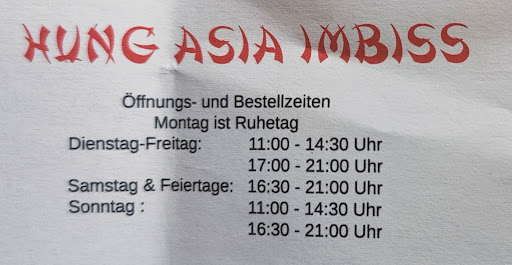 HUNG ASIA IMBISS
Öffnungs- und Bestellzeiten
Montag ist Ruhetag
Dienstag-Freitag: 11:00 - 14:30 Uhr
17:00 - 21:00 Uhr
Samstag & Feiertage: 16:30 - 21:00 Uhr
Sonntag : 11:00 - 14:30 Uhr
16:30 - 21:00 Uhr